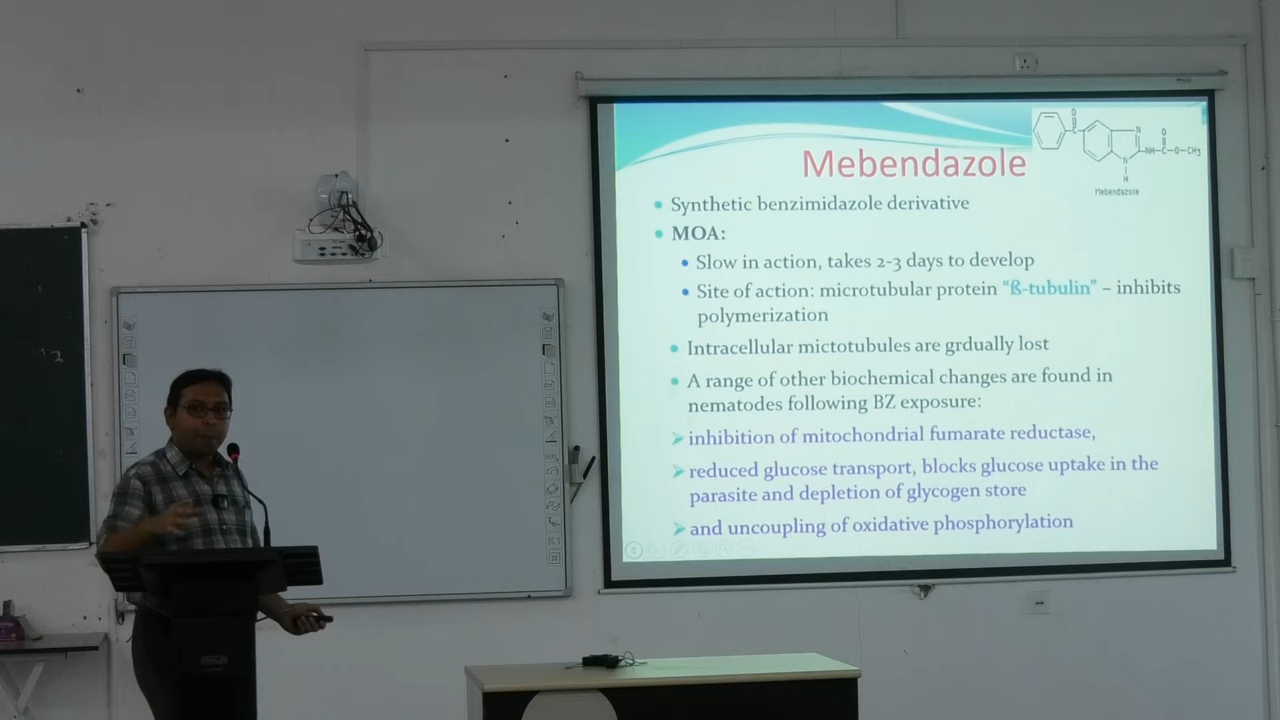 Mebendazole
O
C
N
N
H
NH-C-O-CH3
O
Mebendazole
Synthetic benzimidazole derivative
MOA:
Slow in action, takes 2-3 days to develop
Site of action: microtubular protein “ß-tubulin” – inhibits
polymerization
Intracellular mictotubules are grdually lost
A range of other biochemical changes are found in
nematodes following BZ exposure:
inhibition of mitochondrial fumarate reductase,
reduced glucose transport, blocks glucose uptake in the
parasite and depletion of glycogen store
and uncoupling of oxidative phosphorylation